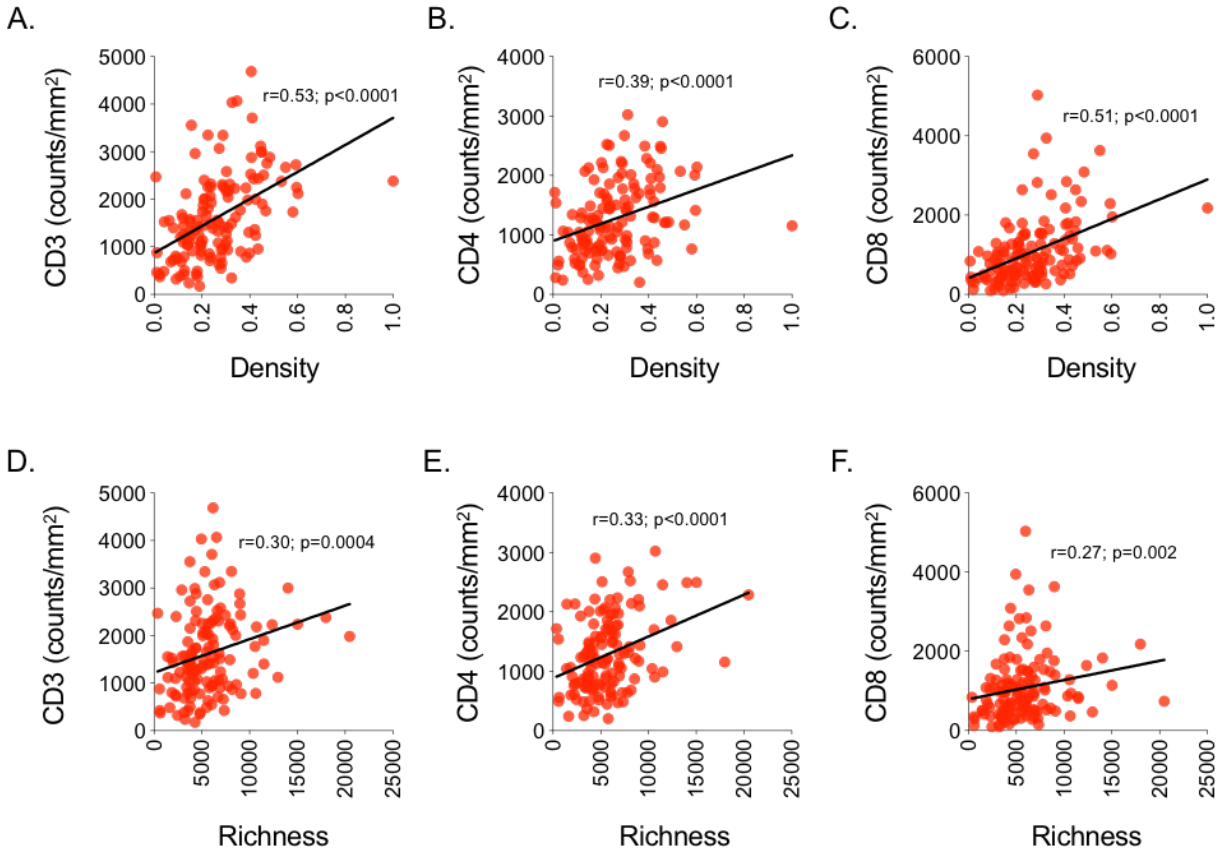 A.
CD3 (counts/mm²)
5000
4000
3000
2000
1000
0
r=0.53; p<0.0001
0.0
0.2
0.4
0.6
0.8
1.0
Density
B.
CD4 (counts/mm²)
4000
3000
2000
1000
0
r=0.39; p<0.0001
0.0
0.2
0.4
0.6
0.8
1.0
Density
C.
CD8 (counts/mm²)
6000
4000
2000
0
r=0.51; p<0.0001
0.0
0.2
0.4
0.6
0.8
1.0
Density
D.
CD3 (counts/mm²)
5000
4000
3000
2000
1000
0
r=0.30; p=0.0004
0
5000
10000
15000
20000
25000
Richness
E.
CD4 (counts/mm²)
4000
3000
2000
1000
0
r=0.33; p<0.0001
0
5000
10000
15000
20000
25000
Richness
F.
CD8 (counts/mm²)
6000
4000
2000
0
r=0.27; p=0.002
0
5000
10000
15000
20000
25000
Richness